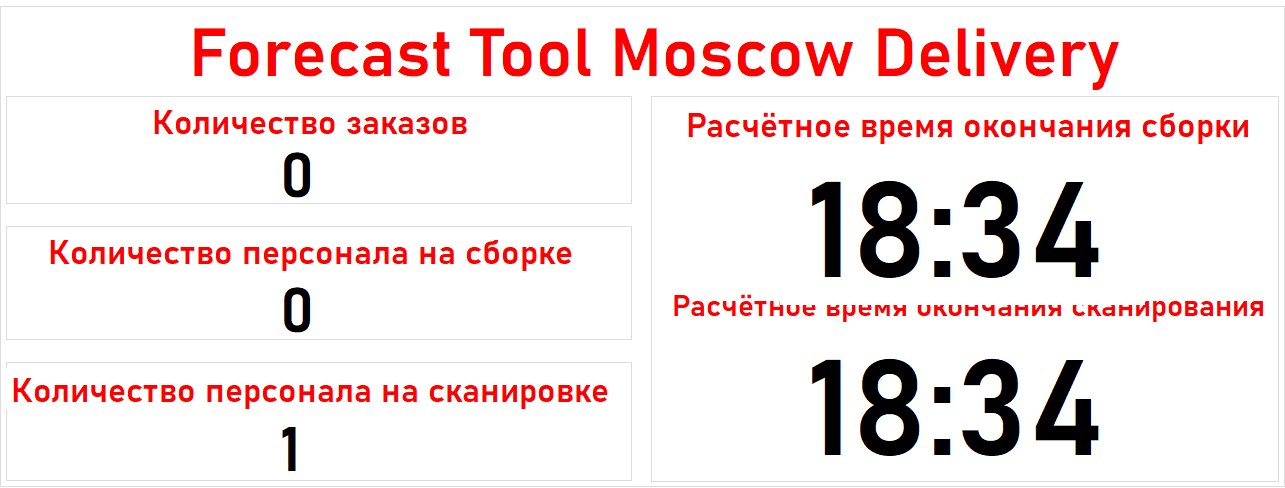 Forecast Tool Moscow Delivery
Количество заказов
0
Количество персонала на сборке
0
Количество персонала на сканировке
1
Расчётное время окончания сборки
18:34
Расчётное время окончания сканирования
18:34